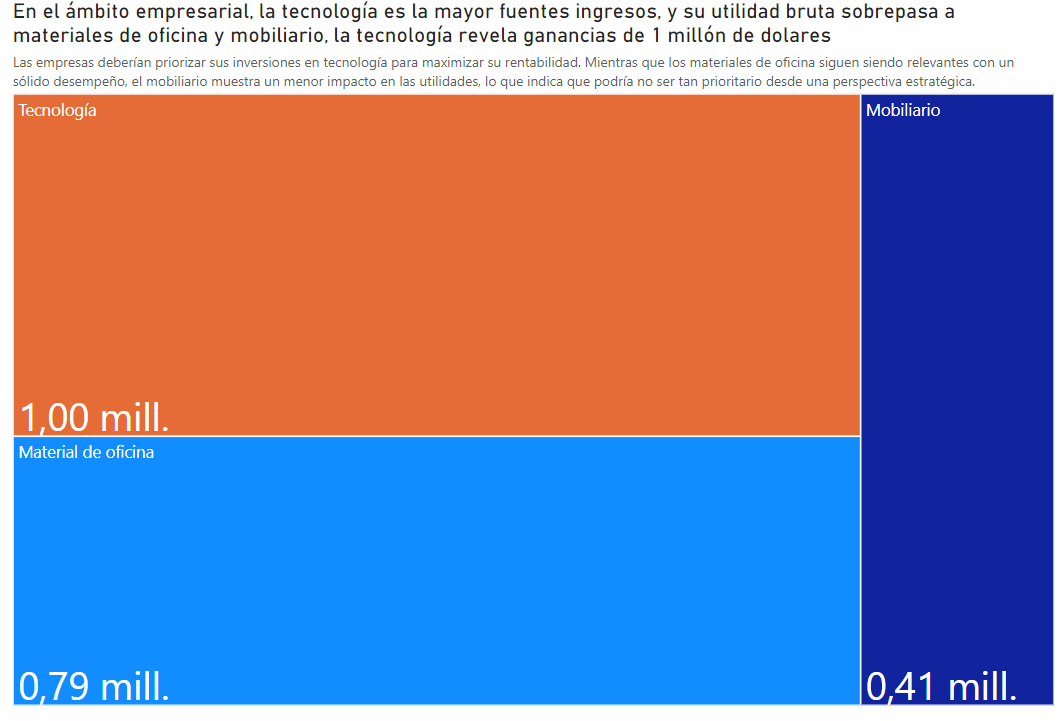 En el ámbito empresarial, la tecnología es la mayor fuentes ingresos, y su utilidad bruta sobrepasa a
materiales de oficina y mobiliario, la tecnología revela ganancias de 1 millón de dolares
Las empresas deberían priorizar sus inversiones en tecnología para maximizar su rentabilidad. Mientras que los materiales de oficina siguen siendo relevantes con un
sólido desempeño, el mobiliario muestra un menor impacto en las utilidades, lo que indica que podría no ser tan prioritario desde una perspectiva estratégica.
Tecnología
1,00 mill.
Material de oficina
0,79 mill.
Mobiliario
0,41 mill.